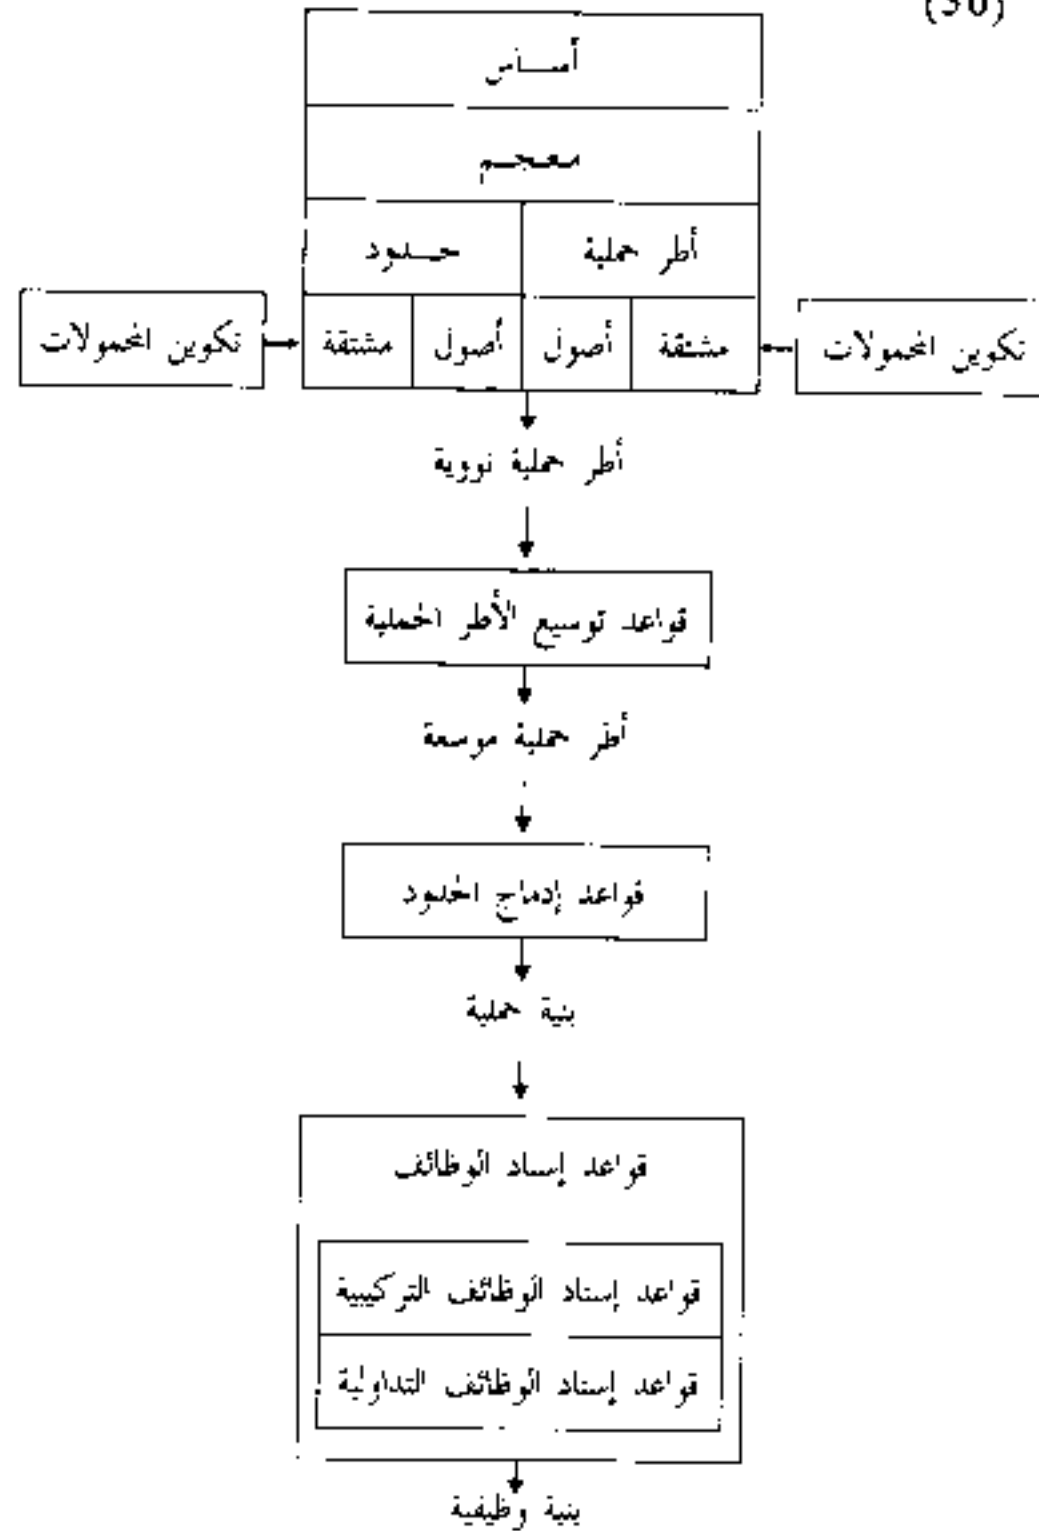 (30)
أساس
معجم
أطر حملية
حدود
تكوين المحمولات
مشتقة
أصول
أصول
مشتقة
تكوين المحمولات
أطر حملية نووية
قواعد توسيع الأطر الحملية
أطر حملية موسعة
قواعد إدماج الحدود
بنية حملية
قواعد إسناد الوظائف
قواعد إسناد الوظائف التركيبية
قواعد إسناد الوظائف التداولية
بنية وظيفية